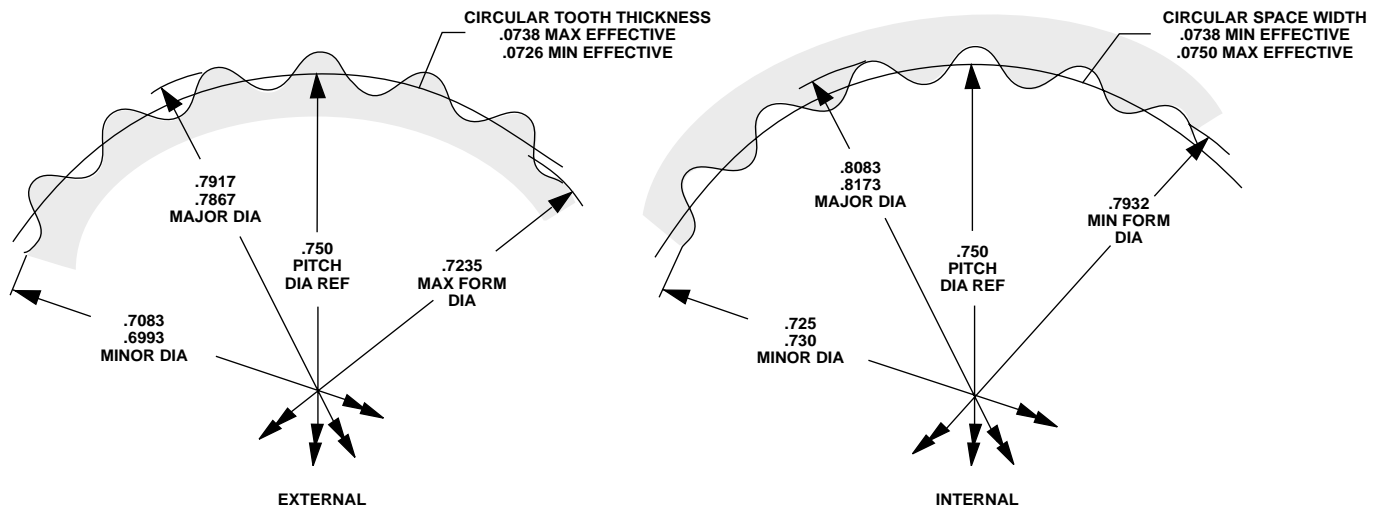 CIRCULAR TOOTH THICKNESS
.0738 MAX EFFECTIVE
.0726 MIN EFFECTIVE
.7917
.7867
MAJOR DIA
.750
PITCH
DIA REF
.7235
MAX FORM
DIA
.7083
.6993
MINOR DIA
EXTERNAL
CIRCULAR SPACE WIDTH
.0738 MIN EFFECTIVE
.0750 MAX EFFECTIVE
.8083
.8173
MAJOR DIA
.7932
MIN FORM
DIA
.750
PITCH
DIA REF
.725
.730
MINOR DIA
INTERNAL